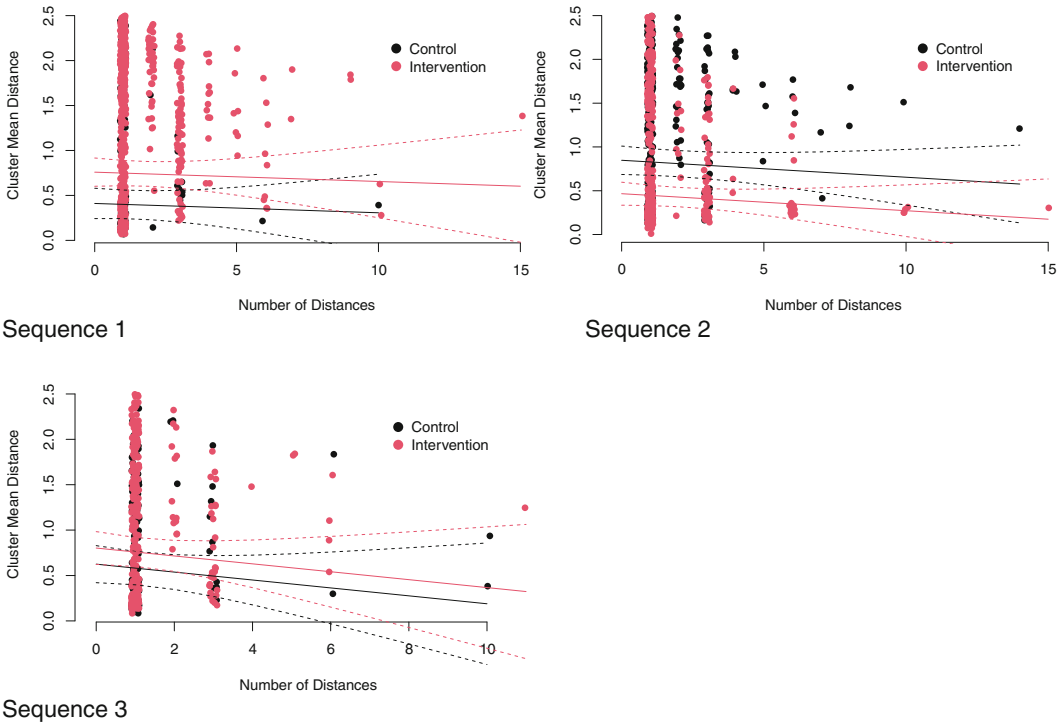 Cluster Mean Distance
2.5
2.0
1.5
1.0
0.5
0.0
Control
Intervention
0 5 10 15
Number of Distances
Sequence 1
Cluster Mean Distance
2.5
2.0
1.5
1.0
0.5
0.0
Control
Intervention
0 5 10 15
Number of Distances
Sequence 2
Cluster Mean Distance
2.5
2.0
1.5
1.0
0.5
0.0
Control
Intervention
0 2 4 6 8 10
Number of Distances
Sequence 3